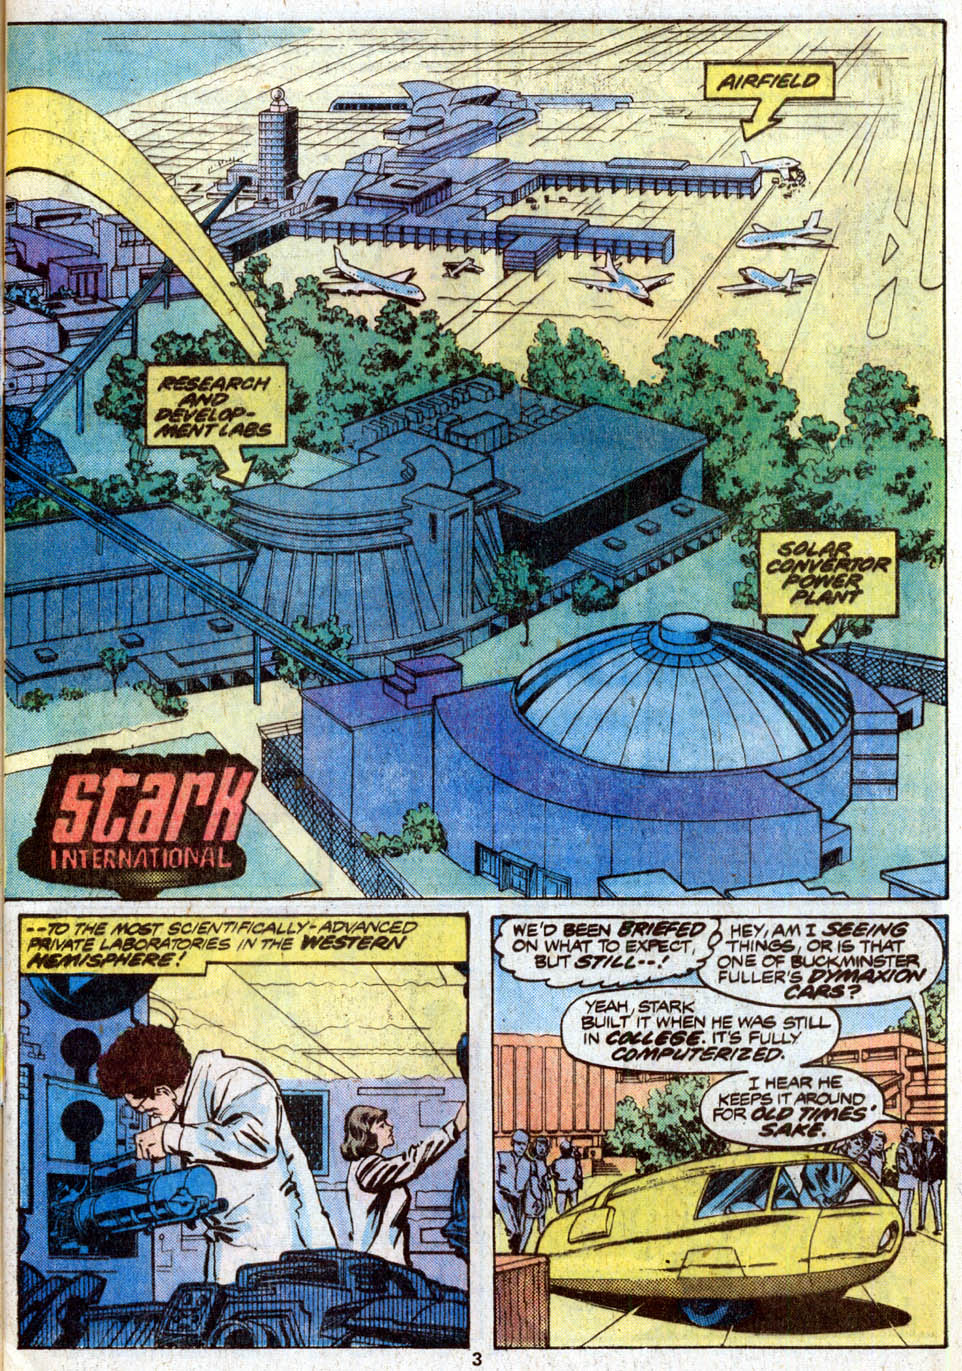 AIRFIELD
RESEARCH
AND
DEVELOP-
MENT LABS
SOLAR
CONVERTOR
POWER
PLANT
stark
INTERNATIONAL
--TO THE MOST SCIENTIFICALLY-ADVANCED
PRIVATE LABORATORIES IN THE WESTERN
HEMISPHERE!
WE'D BEEN BRIEFED
ON WHAT TO EXPECT,
BUT STILL--!
HEY, AM I SEEING
THINGS, OR IS THAT
ONE OF BUCKMINSTER
FULLER'S DYMAXION
CARS?
YEAH, STARK
BUILT IT WHEN HE WAS STILL
IN COLLEGE. IT'S FULLY
COMPUTERIZED.
I HEAR HE
KEEPS IT AROUND
FOR OLD TIMES'
SAKE.
3